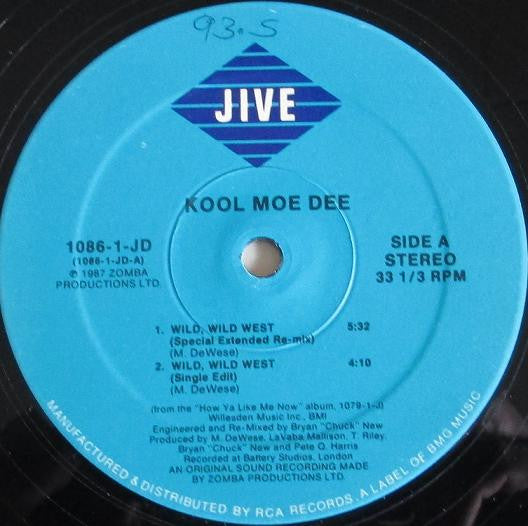 93.5
JIVE
KOOL MOE DEE
1086-1-JD
(1086-1-JD-A)
℗ 1987 ZOMBA
PRODUCTIONS LTD.
SIDE A
STEREO
33 1/3 RPM
1. WILD, WILD WEST 5:32
(Special Extended Re-mix)
(M. DeWese)
2. WILD, WILD WEST 4:10
(Single Edit)
(M. DeWese)
(from the "How Ya Like Me Now" album, 1079-1-J)
Willesden Music Inc., BMI
Engineered and Re-Mixed by Bryan "Chuck" New
Produced by M. DeWese, LaVaba Mallison, T. Riley,
Bryan "Chuck" New and Pete Q. Harris
Recorded at Battery Studios, London
AN ORIGINAL SOUND RECORDING MADE
BY ZOMBA PRODUCTIONS LTD.
MANUFACTURED & DISTRIBUTED BY RCA RECORDS. A LABEL OF BMG MUSIC